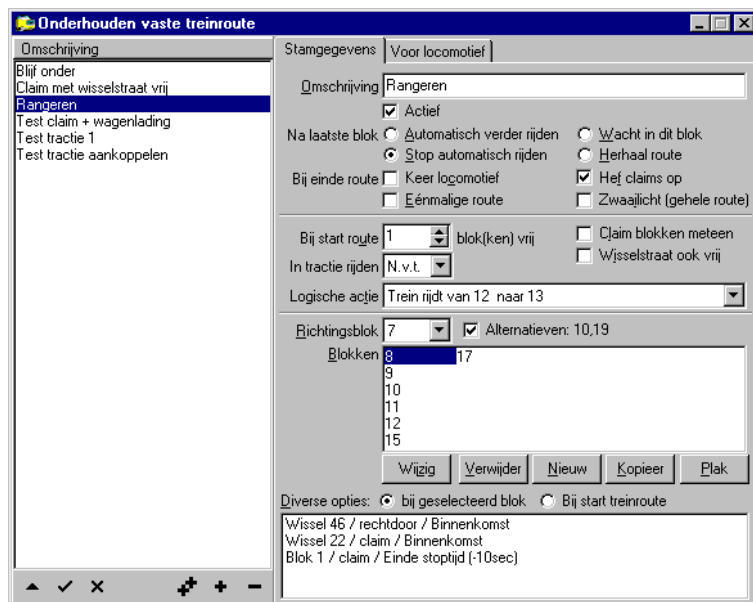 Onderhouden vaste treinroute
Omschrijving
Blijf onder
Claim met wisselstraat vrij
Rangeren
Test claim + wagenlading
Test tractie 1
Test tractie aankoppelen
Stamgegevens Voor locomotief
Omschrijving Rangeren
Actief
Na laatste blok Automatisch verder rijden Wacht in dit blok
Stop automatisch rijden Herhaal route
Bij einde route Keer locomotief Hef claims op
Eénmalige route Zwaailicht (gehele route)
Bij start route 1 blok(ken) vrij Claim blokken meteen
Wisselstraat ook vrij
In tractie rijden N.v.t.
Logische actie Trein rijdt van 12 naar 13
Richtingsblok 7 Alternatieven: 10,19
Blokken 8 17
9
10
11
12
15
Wijzig Verwijder Nieuw Kopieer Plak
Diverse opties: bij geselecteerd blok Bij start treinroute
Wissel 46 / rechtdoor / Binnenkomst
Wissel 22 / claim / Binnenkomst
Blok 1 / claim / Einde stoptijd (-10sec)